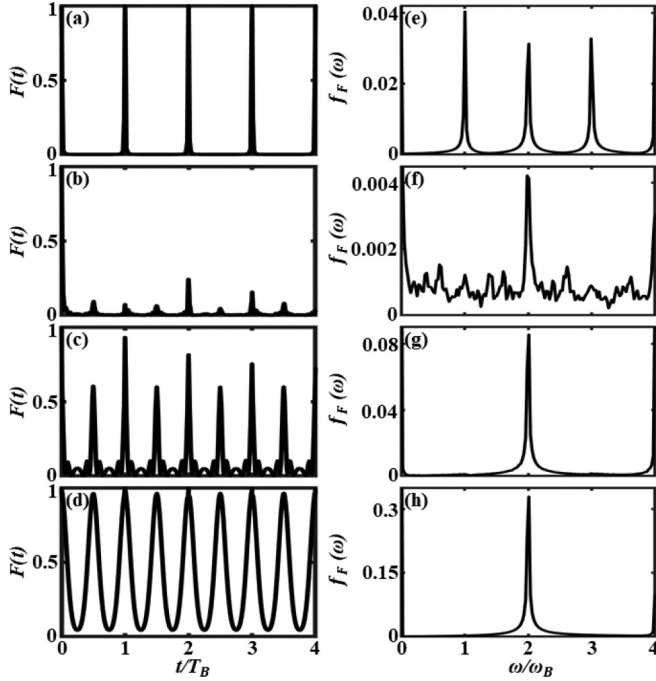 (a)
1
0.5
0
F(t)
(b)
1
0.5
0
F(t)
(c)
1
0.5
0
F(t)
(d)
1
0.5
0
F(t)
0 1 2 3 4
t/T_B
(e)
0.04
0.02
0
f_F (ω)
(f)
0.004
0.002
f_F (ω)
(g)
0.08
0.04
0
f_F (ω)
(h)
0.3
0.15
0
f_F (ω)
0 1 2 3 4
ω/ω_B